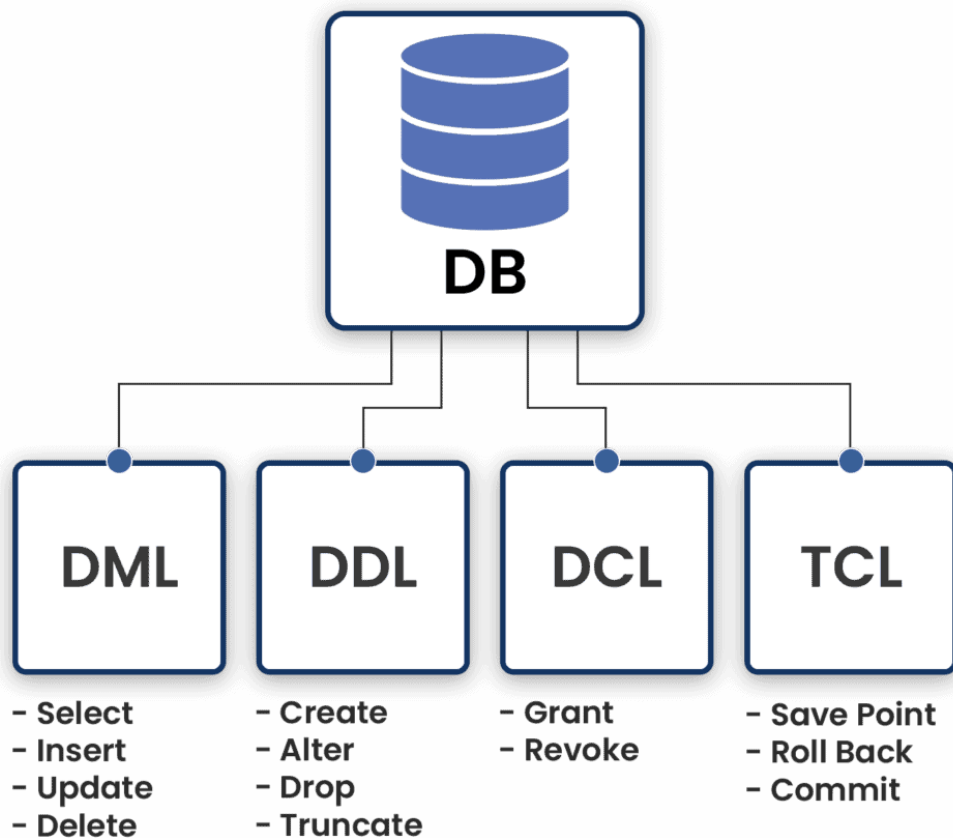 DB
DML
- Select
- Insert
- Update
- Delete
DDL
- Create
- Alter
- Drop
- Truncate
DCL
- Grant
- Revoke
TCL
- Save Point
- Roll Back
- Commit